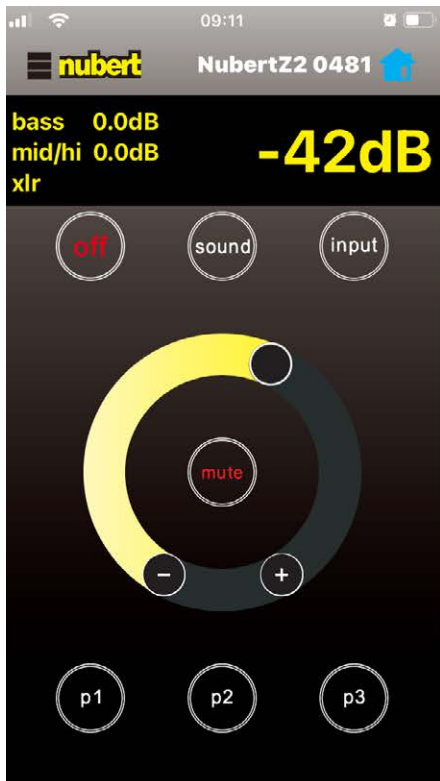 09:11
nubert NubertZ2 0481
bass 0.0dB
mid/hi 0.0dB
xlr
-42dB
off sound input
mute
- +
p1 p2 p3